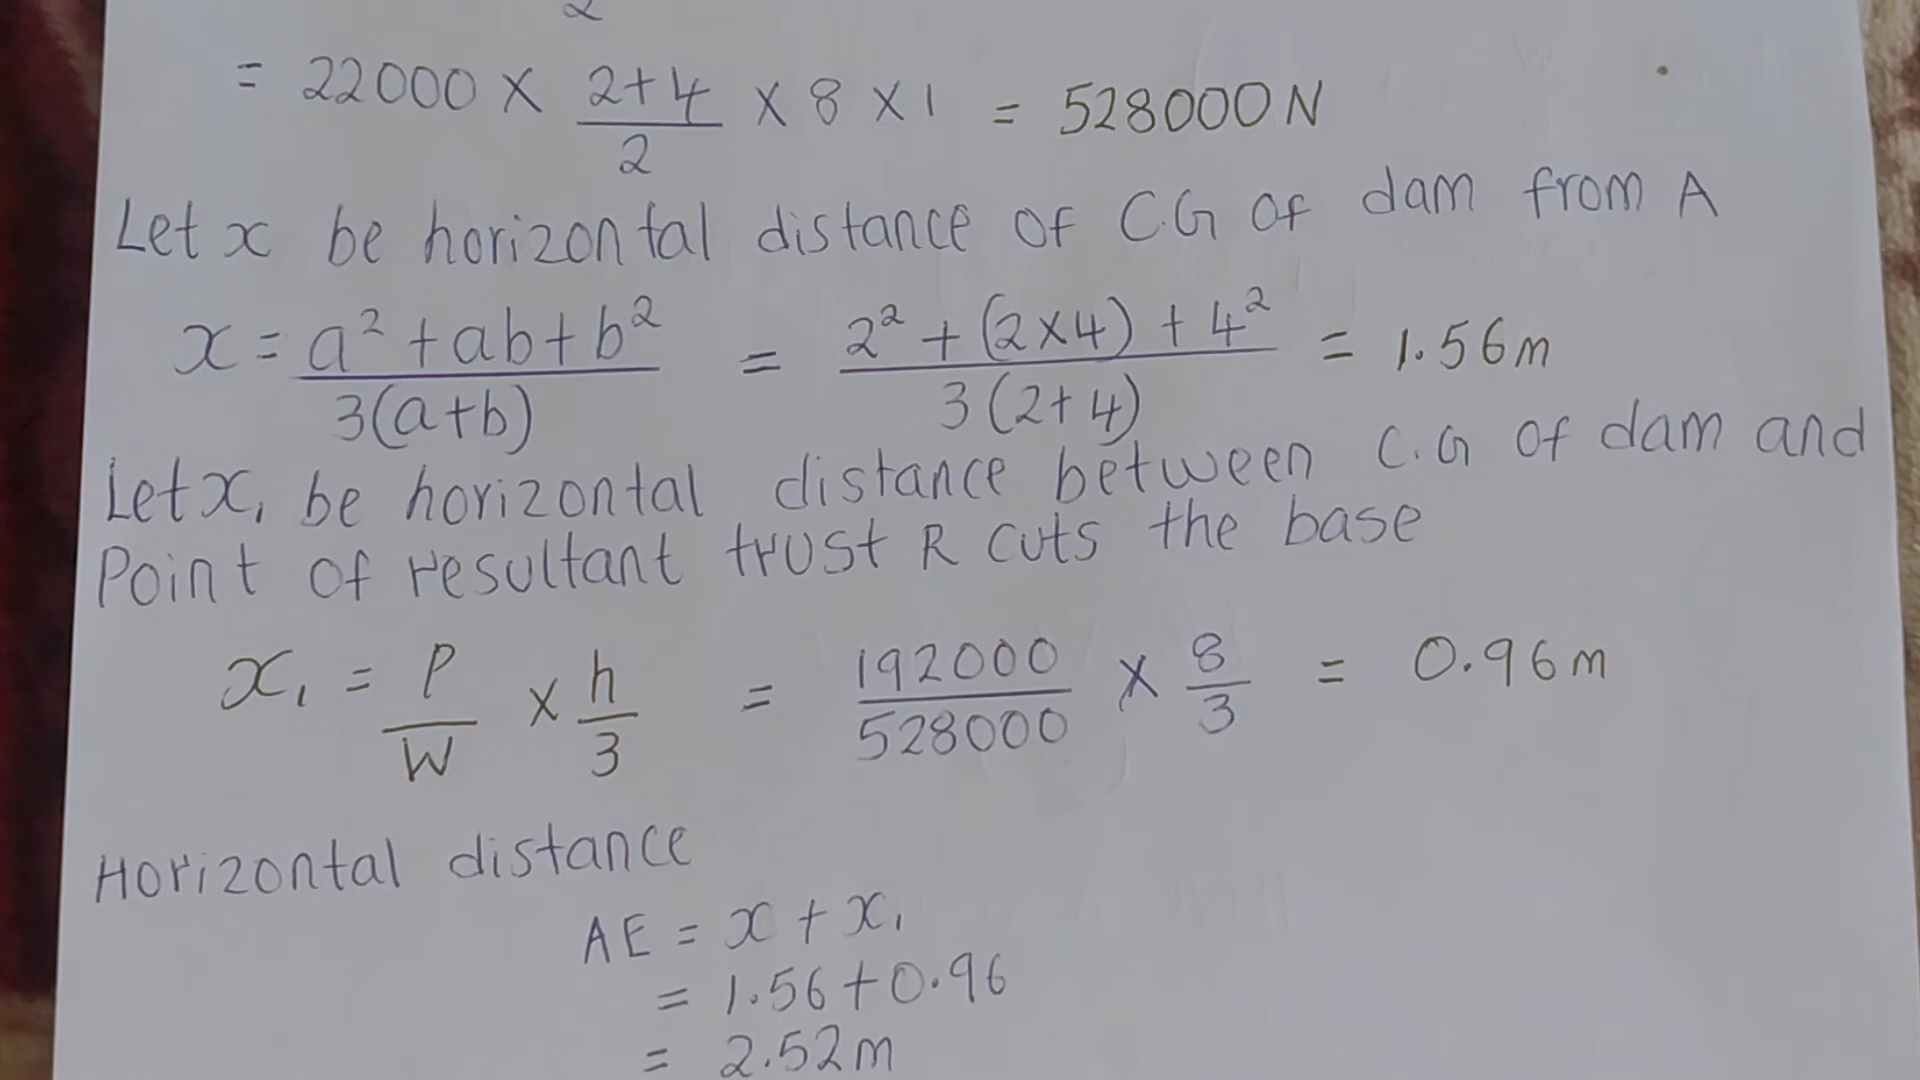 2
= 22000 × (2+4)/2 × 8 × 1 = 528000 N
Let x be horizontal distance of C.G of dam from A
x = (a² + ab + b²)/(3(a+b)) = (2² + (2×4) + 4²)/(3(2+4)) = 1.56m
Let x₁ be horizontal distance between C.G of dam and
Point of resultant trust R cuts the base
x₁ = P/W × h/3 = 192000/528000 × 8/3 = 0.96m
Horizontal distance
AE = x + x₁
= 1.56 + 0.96
= 2.52m